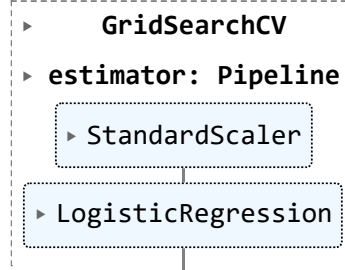 GridSearchCV
estimator: Pipeline
StandardScaler
LogisticRegression